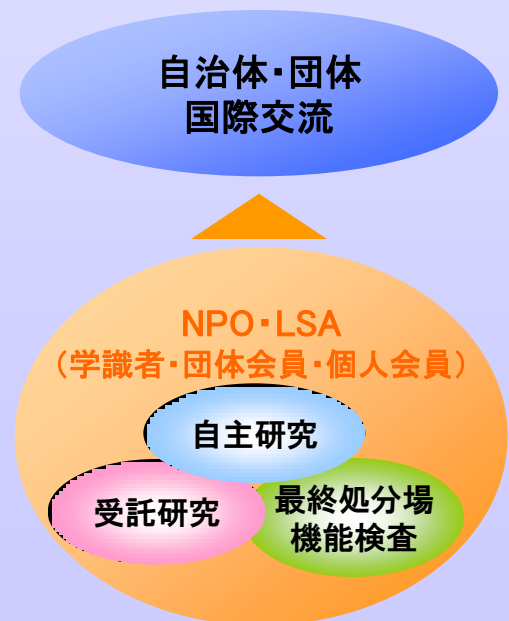 自治体・団体
国際交流
NPO・LSA
（学識者・団体会員・個人会員）
自主研究
受託研究
最終処分場
機能検査